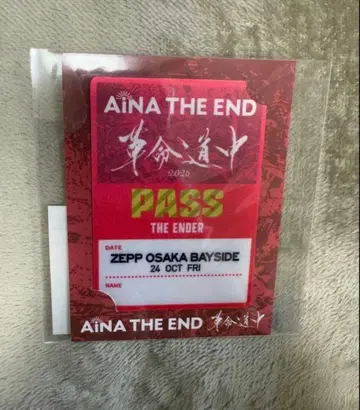 AiNA THE END
革命道中
PASS
THE ENDER
DATE
ZEPP OSAKA BAYSIDE
24 OCT FRI
NAME
AiNA THE END 革命道中